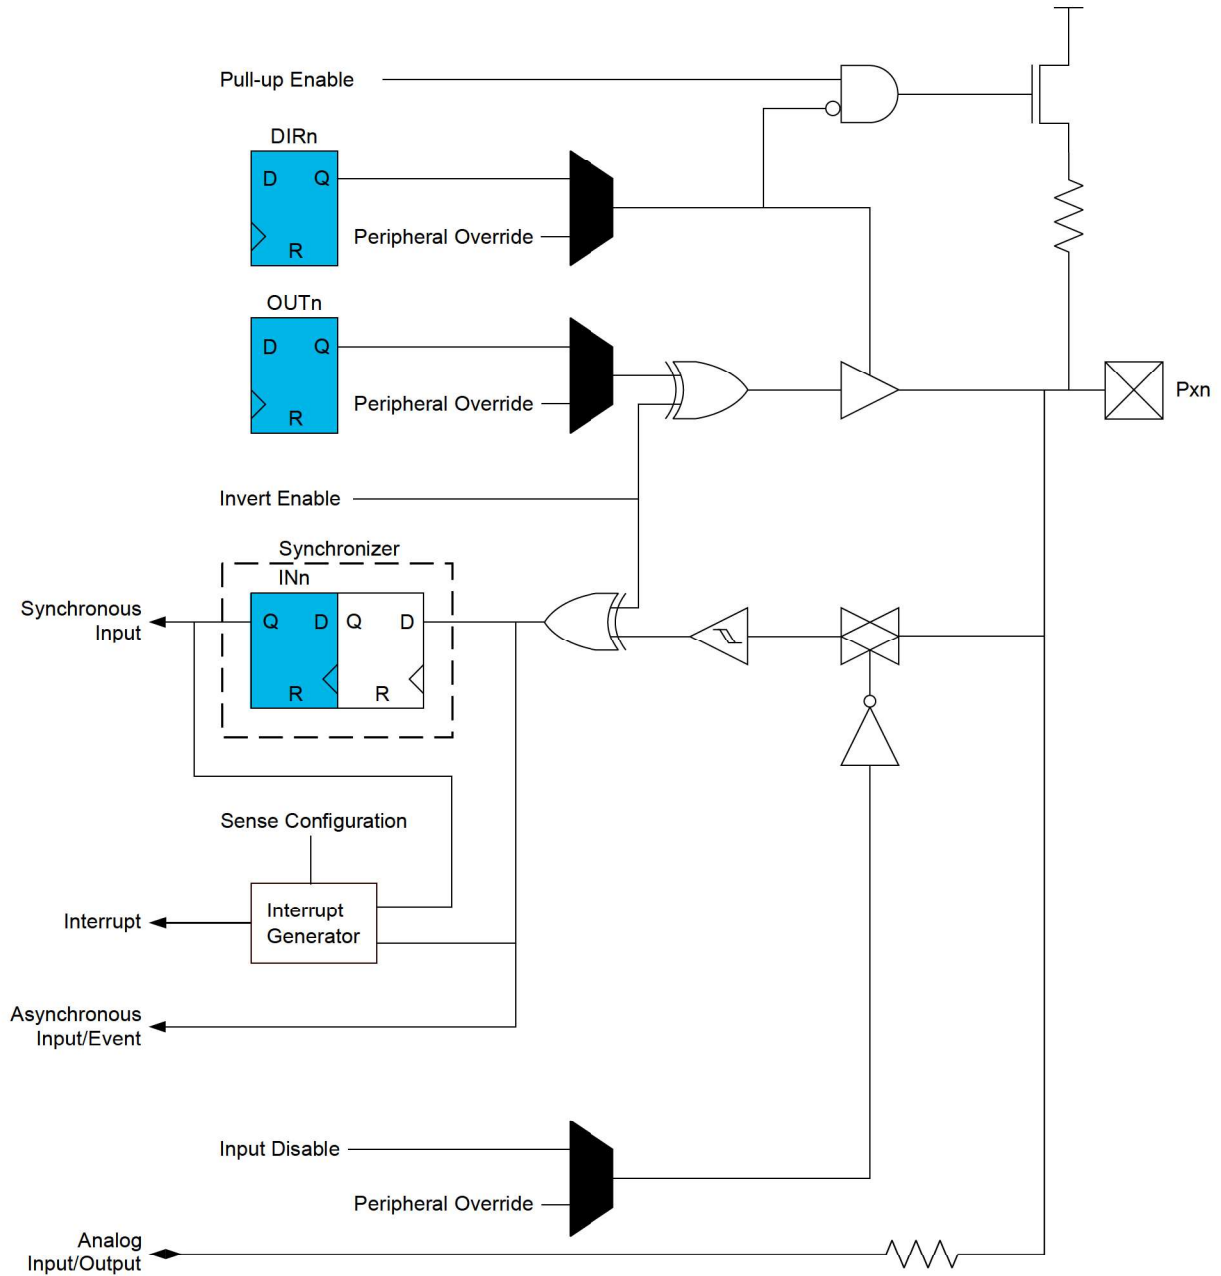 Pull-up Enable
DIRn
D Q
Peripheral Override
R
OUTn
D Q
Peripheral Override
R
Pxn
Invert Enable
Synchronizer
INn
Synchronous
Input
Q D Q D
R R
Sense Configuration
Interrupt
Interrupt
Generator
Asynchronous
Input/Event
Input Disable
Peripheral Override
Analog
Input/Output